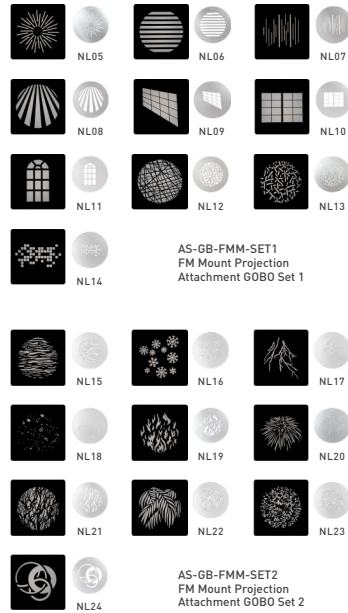 NL05 NL06 NL07
NL08 NL09 NL10
NL11 NL12 NL13
NL14
AS-GB-FMM-SET1
FM Mount Projection
Attachment GOBO Set 1
NL15 NL16 NL17
NL18 NL19 NL20
NL21 NL22 NL23
NL24
AS-GB-FMM-SET2
FM Mount Projection
Attachment GOBO Set 2